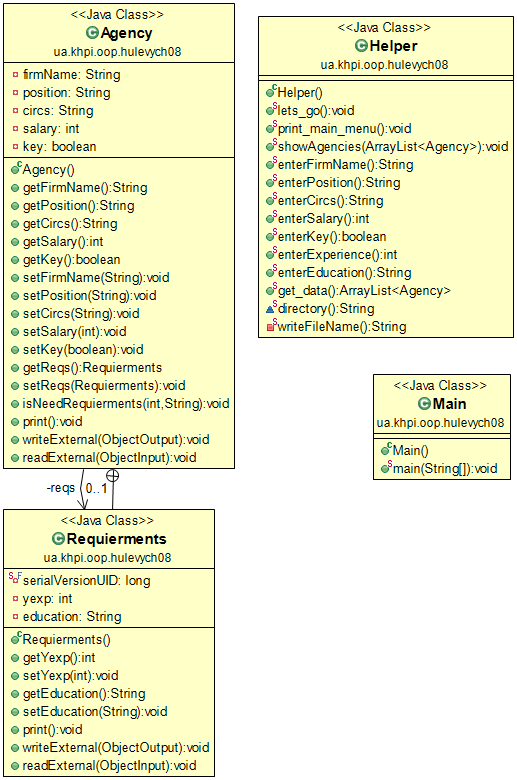 <<Java Class>>
Agency
ua.khpi.oop.hulevych08
firmName: String
position: String
circs: String
salary: int
key: boolean
Agency()
getFirmName():String
getPosition():String
getCircs():String
getSalary():int
getKey():boolean
setFirmName(String):void
setPosition(String):void
setCircs(String):void
setSalary(int):void
setKey(boolean):void
getReqs():Requierments
setReqs(Requierments):void
isNeedRequierments(int,String):void
print():void
writeExternal(ObjectOutput):void
readExternal(ObjectInput):void
-reqs 0..1
<<Java Class>>
Requierments
ua.khpi.oop.hulevych08
serialVersionUID: long
yexp: int
education: String
Requierments()
getYexp():int
setYexp(int):void
getEducation():String
setEducation(String):void
print():void
writeExternal(ObjectOutput):void
readExternal(ObjectInput):void
<<Java Class>>
Helper
ua.khpi.oop.hulevych08
Helper()
lets_go():void
print_main_menu():void
showAgencies(ArrayList<Agency>):void
enterFirmName():String
enterPosition():String
enterCircs():String
enterSalary():int
enterKey():boolean
enterExperience():int
enterEducation():String
get_data():ArrayList<Agency>
directory():String
writeFileName():String
<<Java Class>>
Main
ua.khpi.oop.hulevych08
Main()
main(String[]):void